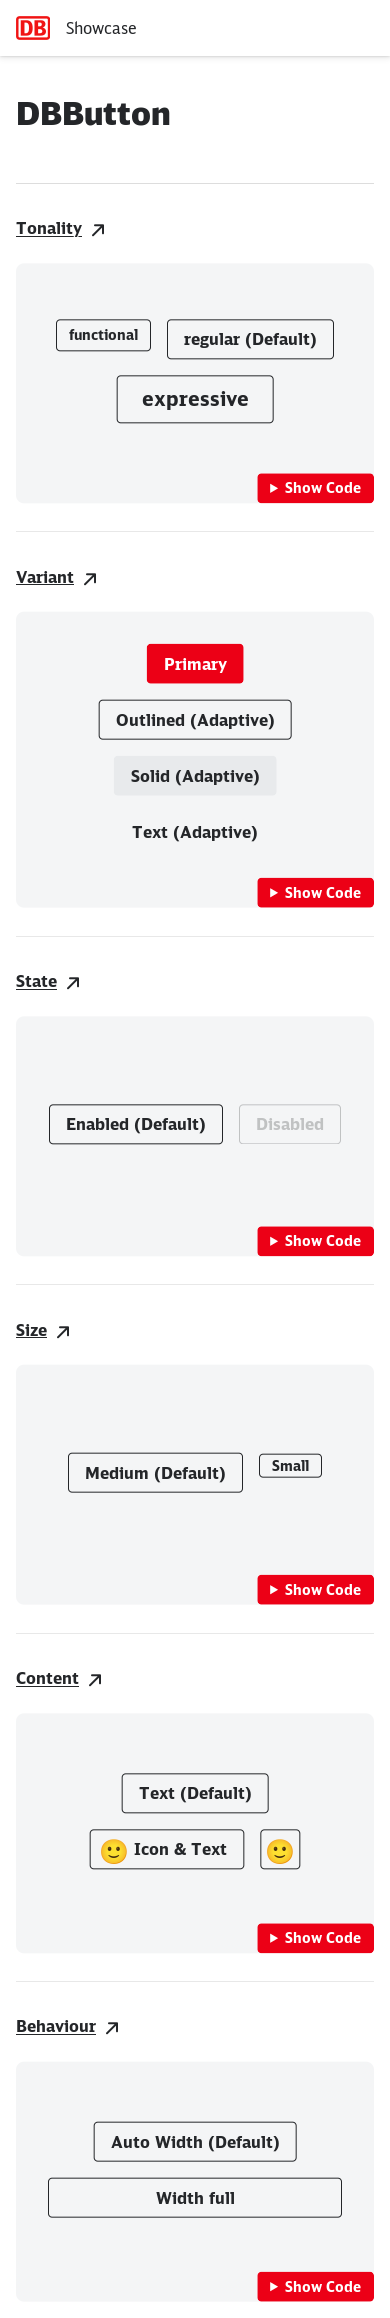 DB Showcase
DBButton
Tonality
functional regular (Default)
expressive
Show Code
Variant
Primary
Outlined (Adaptive)
Solid (Adaptive)
Text (Adaptive)
Show Code
State
Enabled (Default) Disabled
Show Code
Size
Medium (Default) Small
Show Code
Content
Text (Default)
Icon & Text
Show Code
Behaviour
Auto Width (Default)
Width full
Show Code